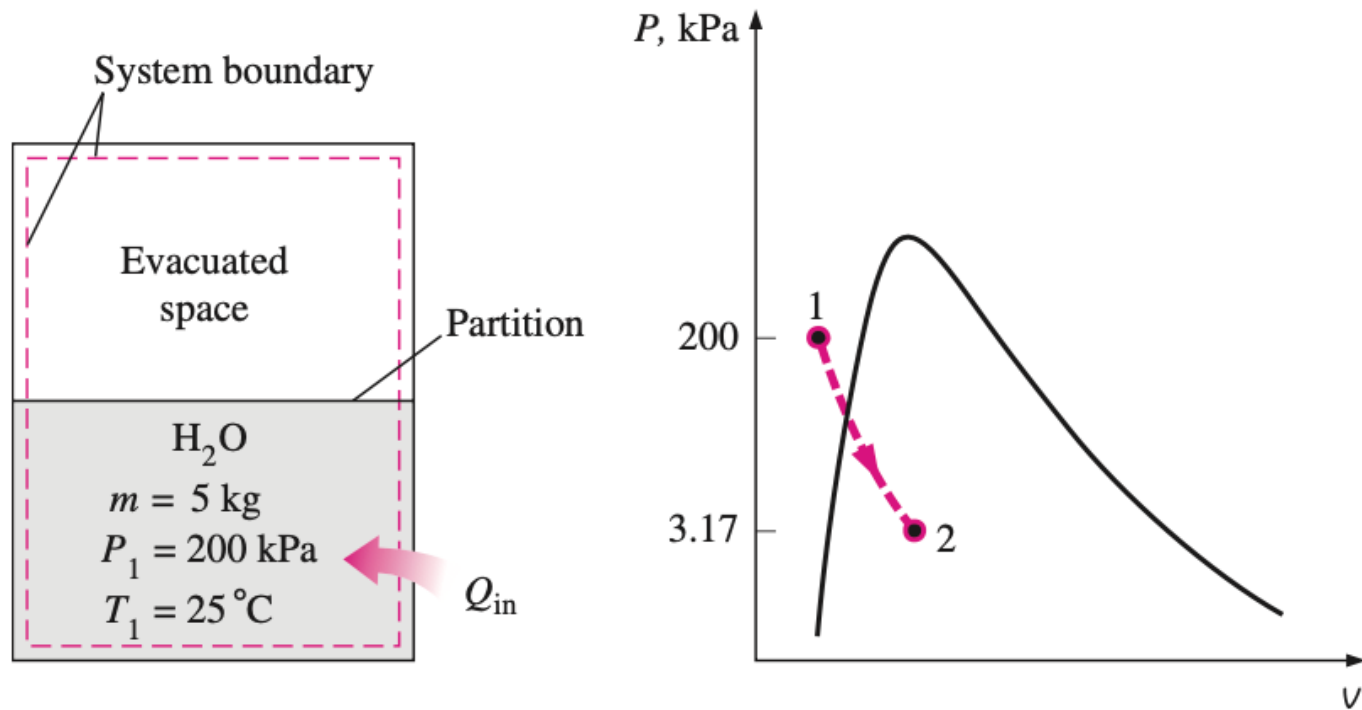 System boundary
Evacuated
space
Partition
H₂O
m = 5 kg
P₁ = 200 kPa
T₁ = 25 °C
Q_in
P, kPa
1
200
3.17
2
v